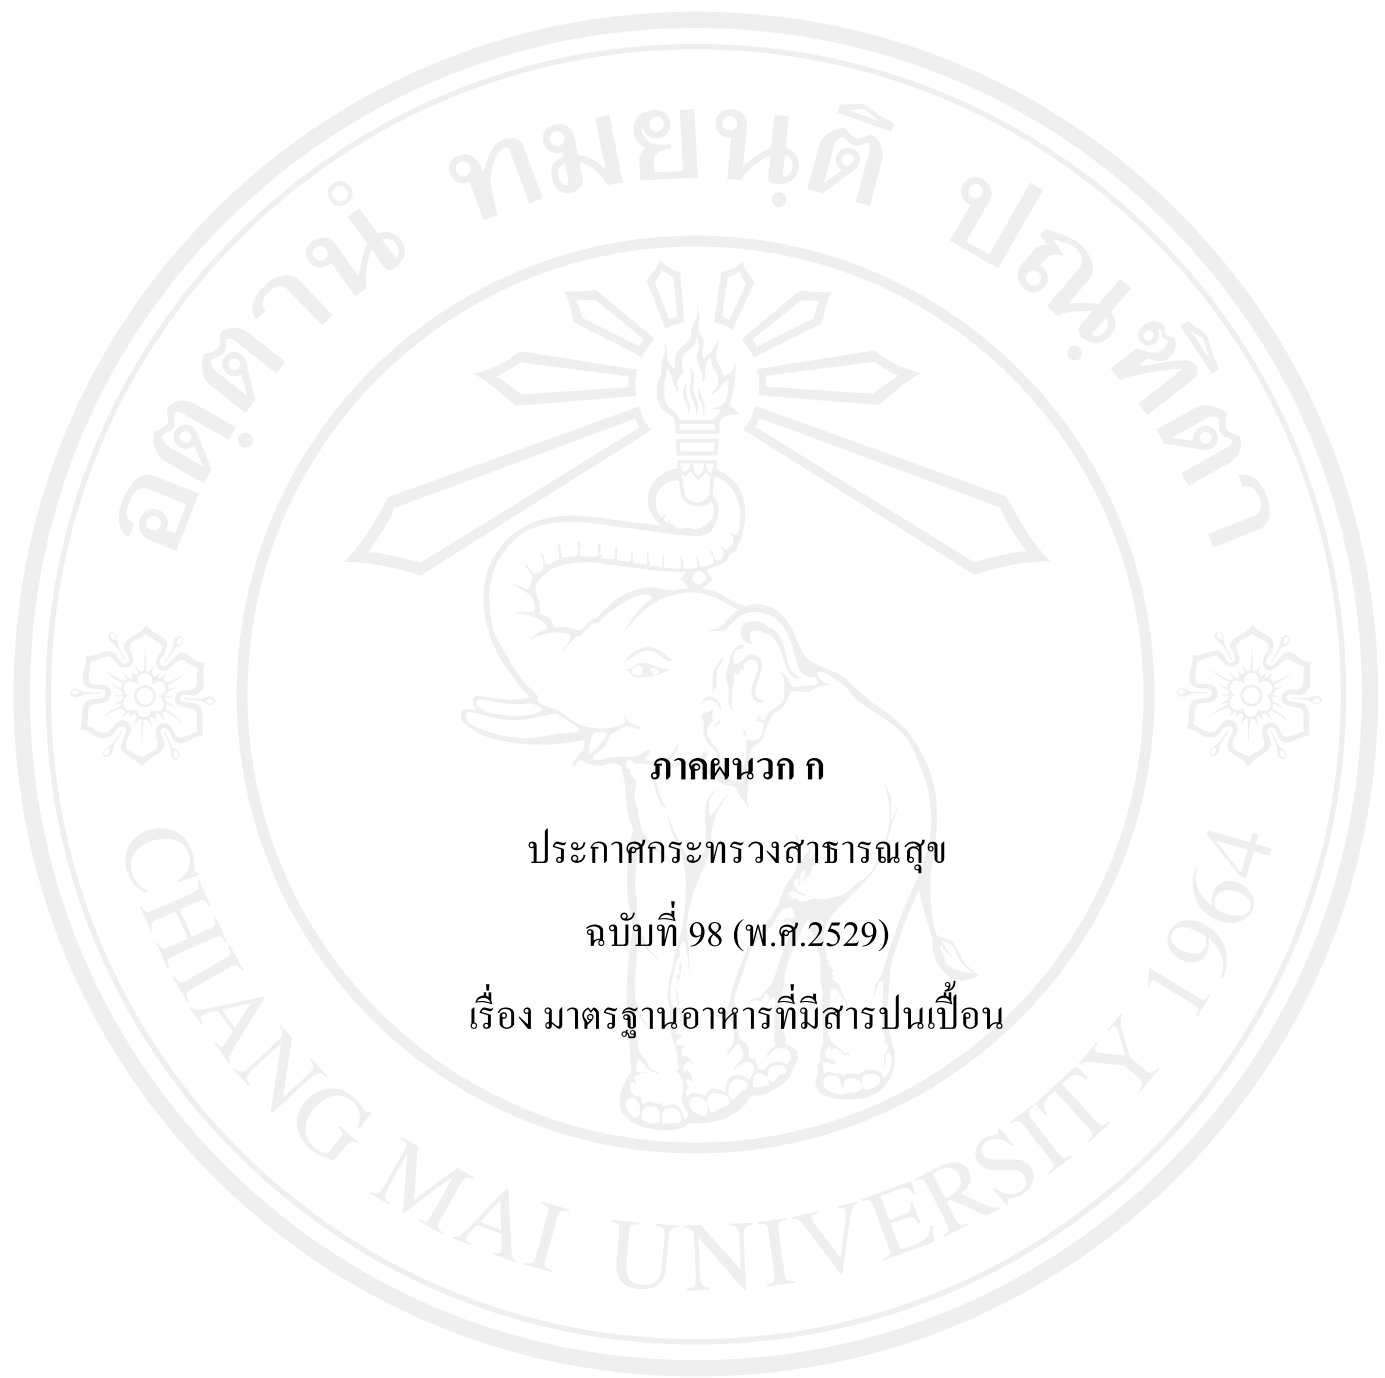 อตฺตานํ ทมยนฺติ ปณฺฑิตา
ภาคผนวก ก
ประกาศกระทรวงสาธารณสุข
ฉบับที่ 98 (พ.ศ.2529)
เรื่อง มาตรฐานอาหารที่มีสารปนเปื้อน
CHIANG MAI UNIVERSITY 1964